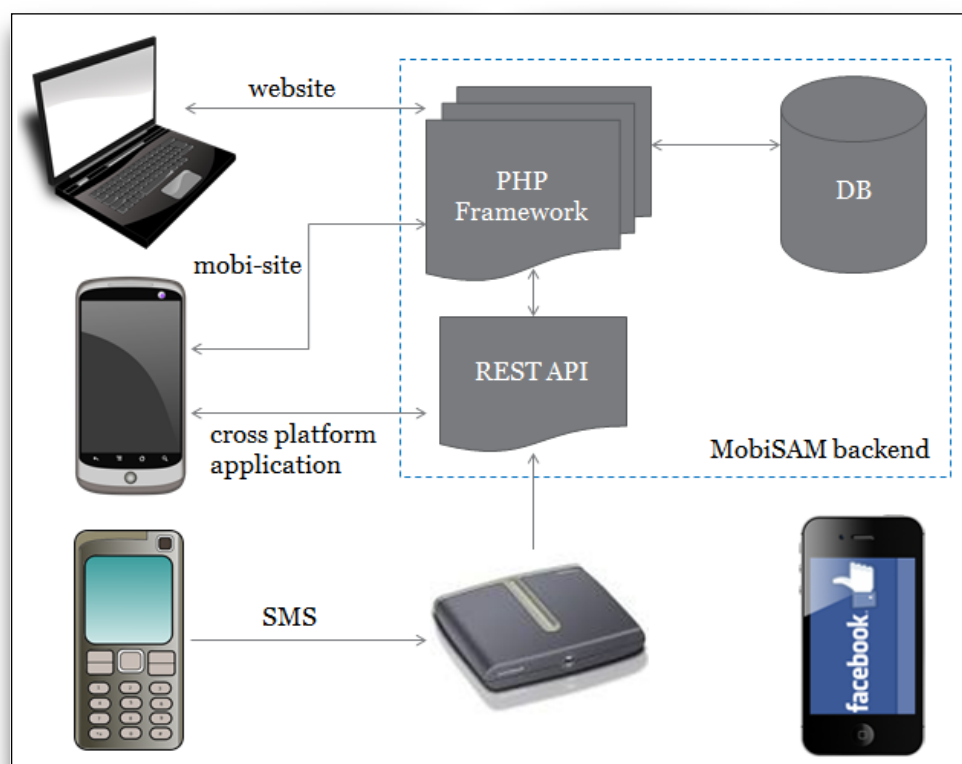 website
PHP
Framework
DB
mobi-site
REST API
cross platform
application
MobiSAM backend
SMS
facebook